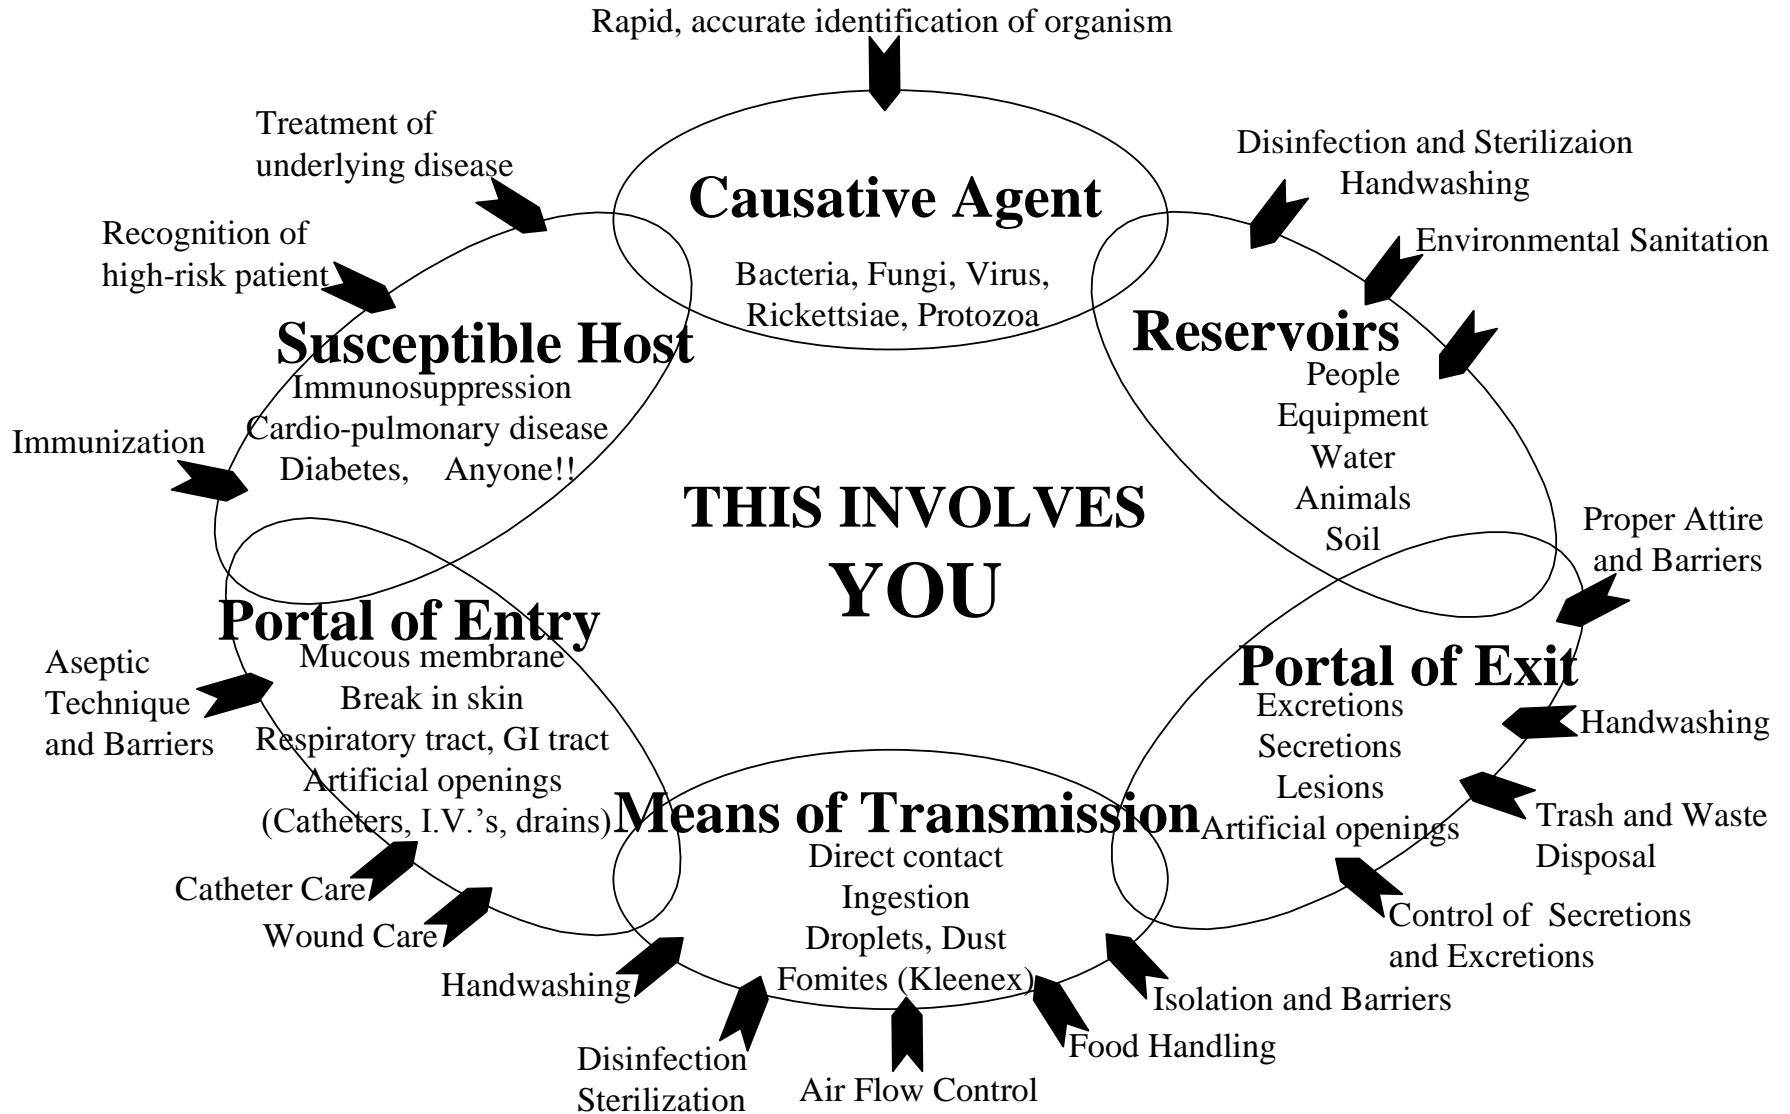 Rapid, accurate identification of organism
Causative Agent
Bacteria, Fungi, Virus,
Rickettsiae, Protozoa
Disinfection and Sterilizaion
Handwashing
Environmental Sanitation
Reservoirs
People
Equipment
Water
Animals
Soil
Proper Attire
and Barriers
Portal of Exit
Excretions
Secretions
Lesions
Artificial openings
Handwashing
Trash and Waste
Disposal
Control of  Secretions
and Excretions
Means of Transmission
Direct contact
Ingestion
Droplets, Dust
Fomites (Kleenex)
Isolation and Barriers
Food Handling
Air Flow Control
Disinfection
Sterilization
Handwashing
Portal of Entry
Mucous membrane
Break in skin
Respiratory tract, GI tract
Artificial openings
(Catheters, I.V.'s, drains)
Wound Care
Catheter Care
Aseptic
Technique
and Barriers
Susceptible Host
Immunosuppression
Cardio-pulmonary disease
Diabetes,    Anyone!!
Immunization
Recognition of
high-risk patient
Treatment of
underlying disease
THIS INVOLVES
YOU